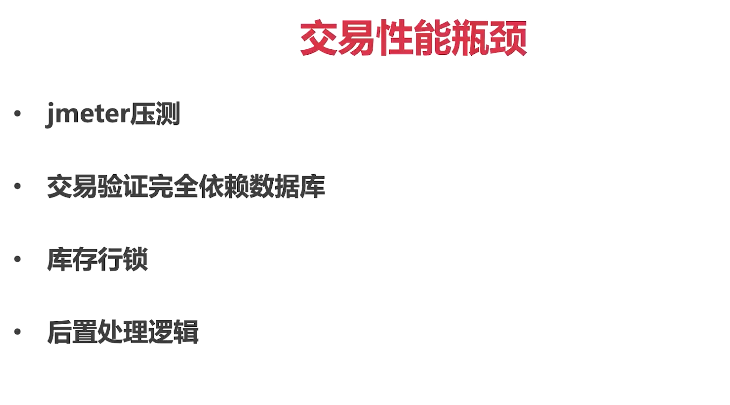 交易性能瓶颈
• jmeter压测
• 交易验证完全依赖数据库
• 库存行锁
• 后置处理逻辑